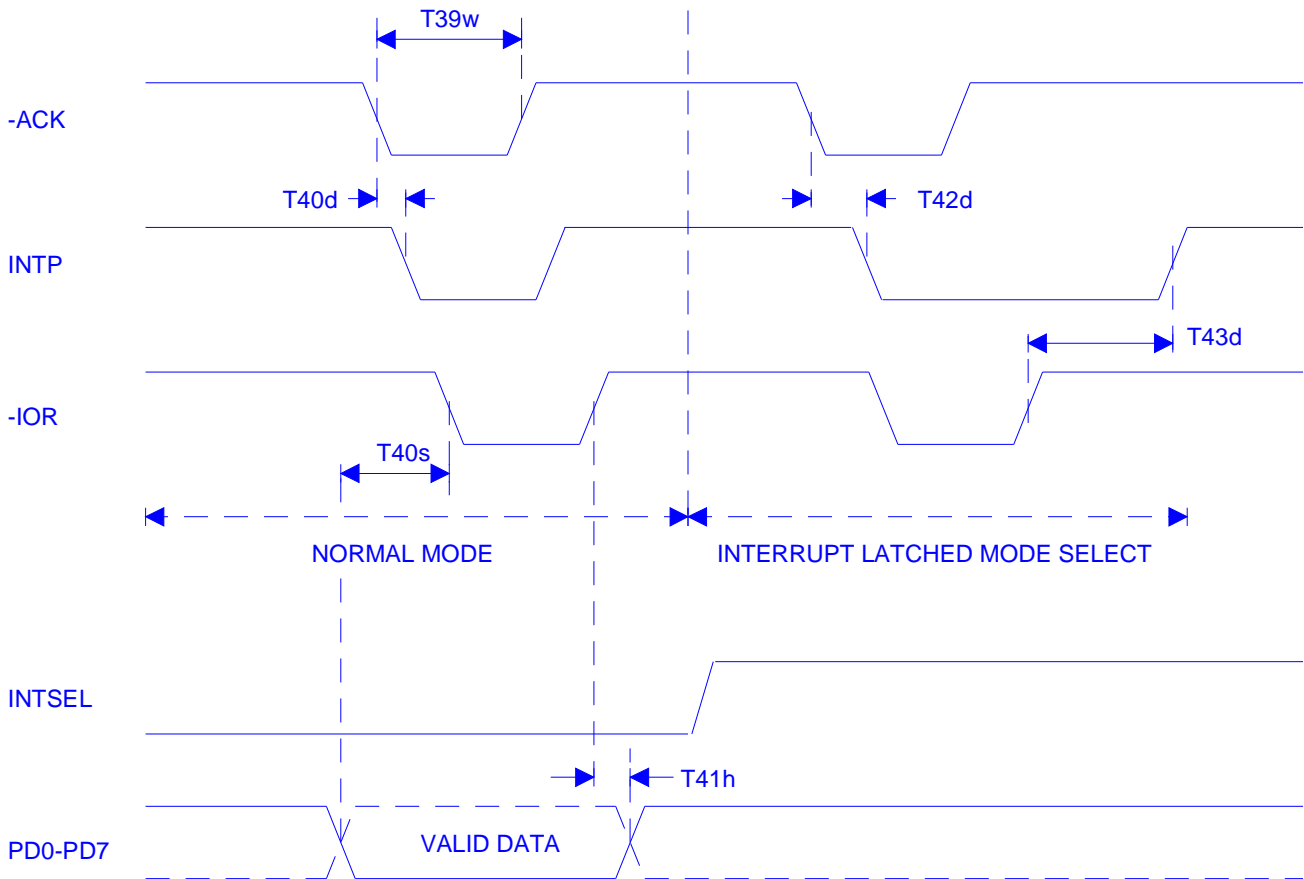 T39w
-ACK
T40d
T42d
INTP
T43d
-IOR
T40s
NORMAL MODE
INTERRUPT LATCHED MODE SELECT
INTSEL
T41h
PD0-PD7
VALID DATA